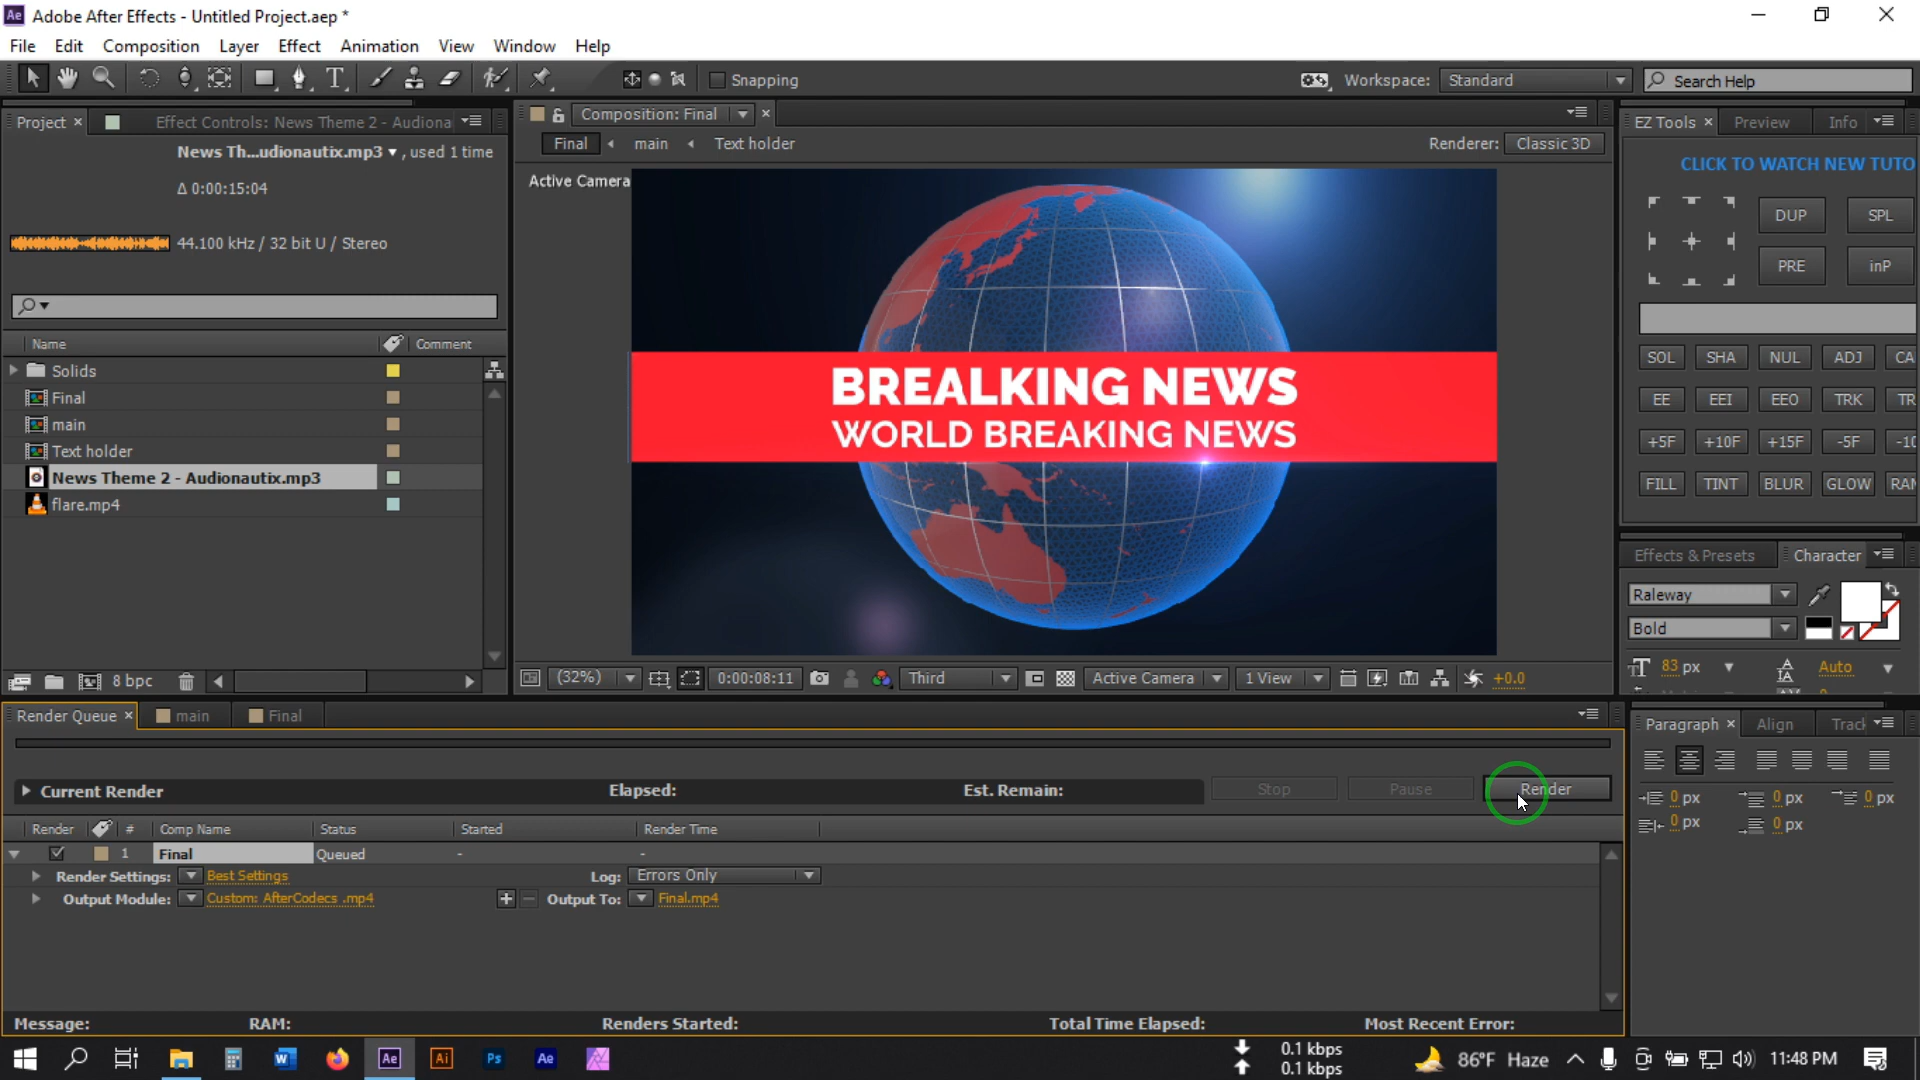 Adobe After Effects - Untitled Project.aep *
File Edit Composition Layer Effect Animation View Window Help
Snapping
Workspace: Standard
Search Help
Project
Effect Controls: News Theme 2 - Audiona
News Th...udionautix.mp3 , used 1 time
Δ 0:00:15:04
44.100 kHz / 32 bit U / Stereo
Name Comment
Solids
Final
main
Text holder
News Theme 2 - Audionautix.mp3
flare.mp4
8 bpc
Composition: Final
Final main Text holder
Renderer: Classic 3D
Active Camera
BREALKING NEWS
WORLD BREAKING NEWS
(32%) 0:00:08:11 Third Active Camera 1 View +0.0
EZ Tools Preview Info
CLICK TO WATCH NEW TUTO
DUP SPL
PRE inP
SOL SHA NUL ADJ CA
EE EEI EEO TRK TR
+5F +10F +15F -5F -10
FILL TINT BLUR GLOW RAN
Effects & Presets Character
Raleway
Bold
83 px Auto
Render Queue main Final
Current Render Elapsed: Est. Remain: Stop Pause Render
Render # Comp Name Status Started Render Time
1 Final Queued - -
Render Settings: Best Settings Log: Errors Only
Output Module: Custom: AfterCodecs .mp4 Output To: Final.mp4
Message: RAM: Renders Started: Total Time Elapsed: Most Recent Error:
Paragraph Align Track
0 px 0 px 0 px
0 px 0 px
0.1 kbps
0.1 kbps
86°F Haze
11:48 PM